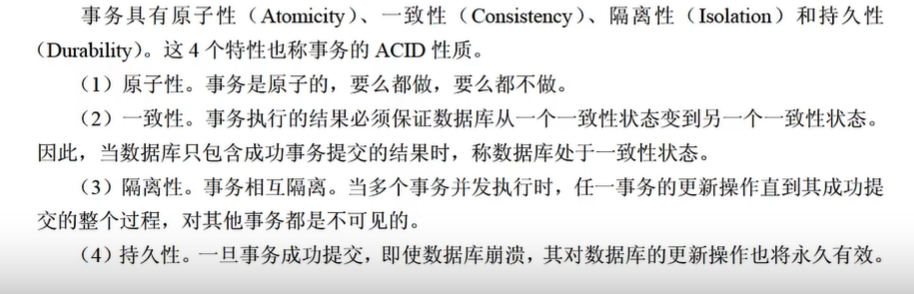 事务具有原子性（Atomicity）、一致性（Consistency）、隔离性（Isolation）和持久性
（Durability）。这 4 个特性也称事务的 ACID 性质。
（1）原子性。事务是原子的，要么都做，要么都不做。
（2）一致性。事务执行的结果必须保证数据库从一个一致性状态变到另一个一致性状态。
因此，当数据库只包含成功事务提交的结果时，称数据库处于一致性状态。
（3）隔离性。事务相互隔离。当多个事务并发执行时，任一事务的更新操作直到其成功提
交的整个过程，对其他事务都是不可见的。
（4）持久性。一旦事务成功提交，即使数据库崩溃，其对数据库的更新操作也将永久有效。